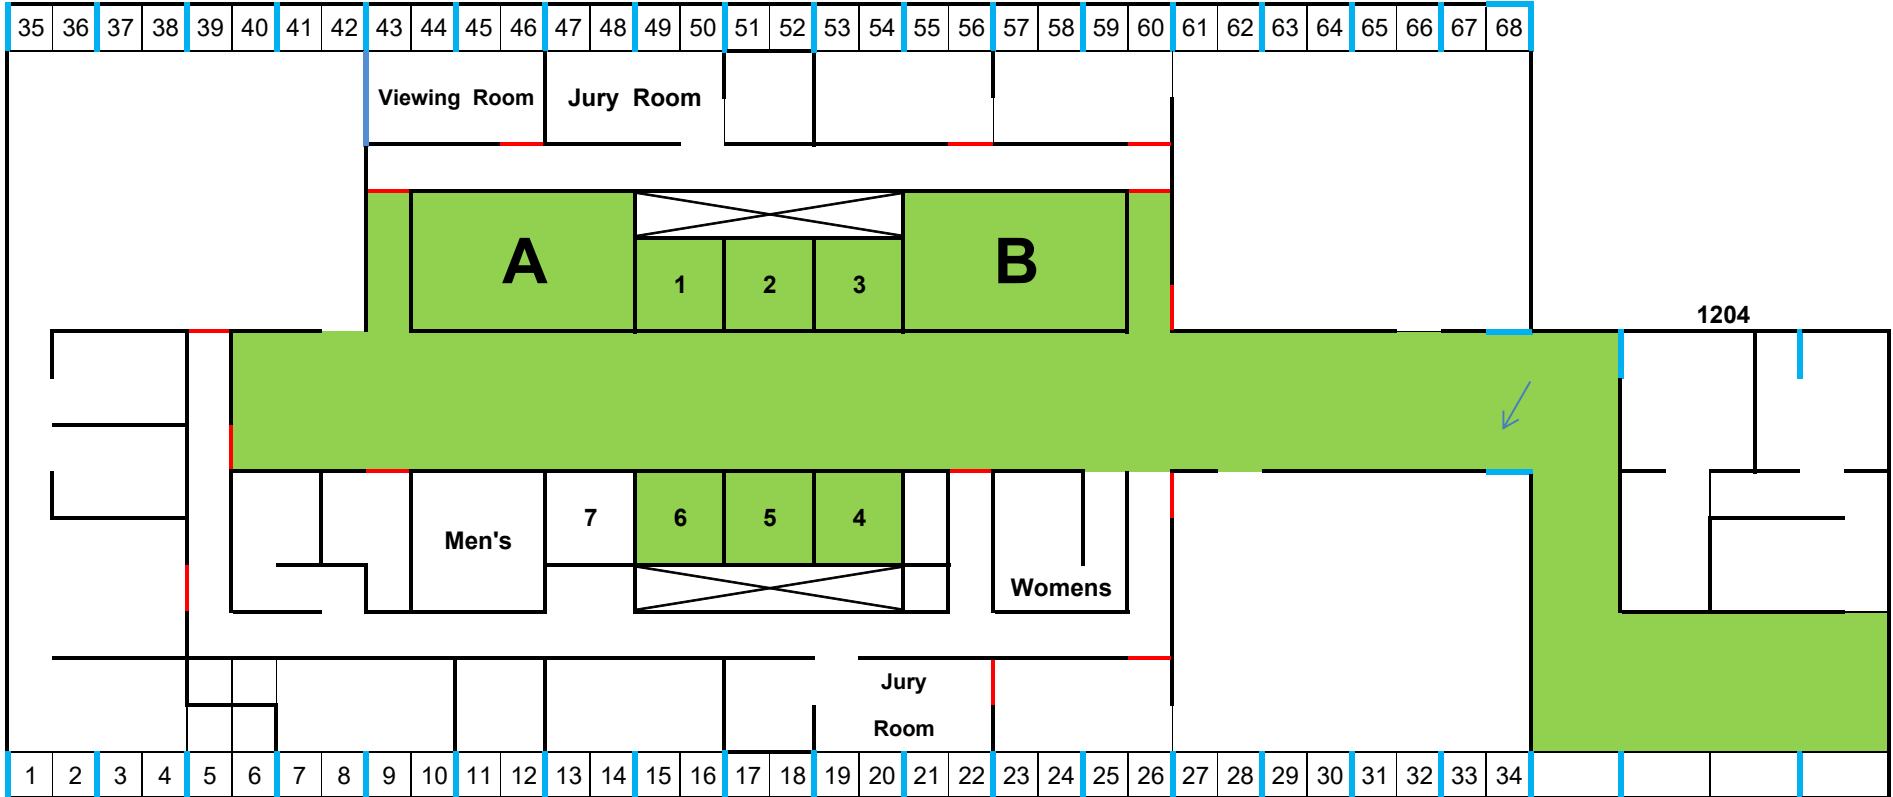 35 36 37 38 39 40 41 42 43 44 45 46 47 48 49 50 51 52 53 54 55 56 57 58 59 60 61 62 63 64 65 66 67 68
Viewing Room Jury Room
A B
1 2 3
1204
7 6 5 4
Men's
Womens
Jury
Room
1 2 3 4 5 6 7 8 9 10 11 12 13 14 15 16 17 18 19 20 21 22 23 24 25 26 27 28 29 30 31 32 33 34